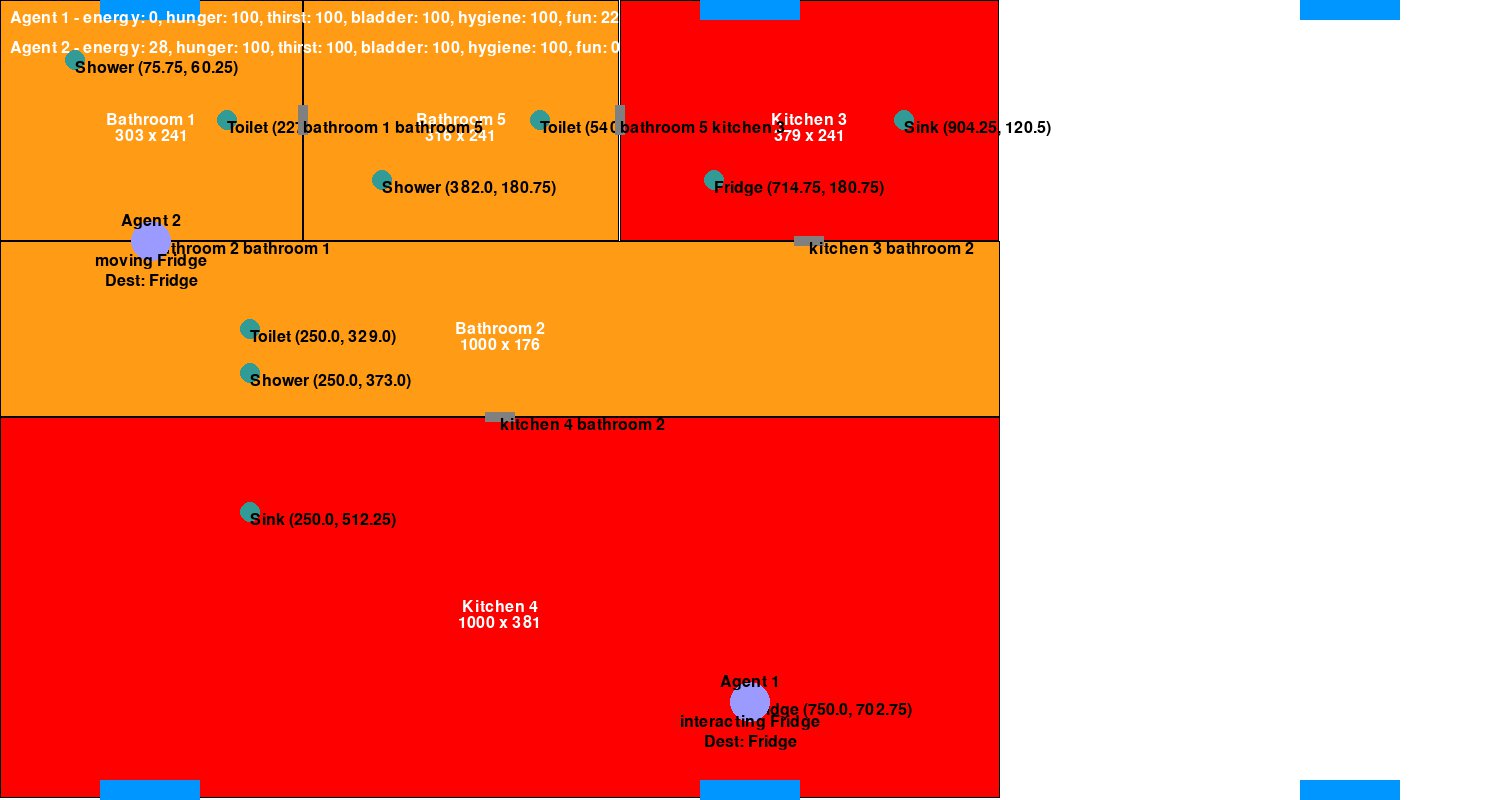 Agent 1 - energy: 0, hunger: 100, thirst: 100, bladder: 100, hygiene: 100, fun: 22
Agent 2 - energy: 28, hunger: 100, thirst: 100, bladder: 100, hygiene: 100, fun: 0
Shower (75.75, 60.25)
Bathroom 1
303 x 241
Toilet (227
bathroom 1 bathroom 5
Bathroom 5
316 x 241
Toilet (540
bathroom 5 kitchen 3
Kitchen 3
379 x 241
Sink (904.25, 120.5)
Shower (382.0, 180.75)
Fridge (714.75, 180.75)
Agent 2
throom 2 bathroom 1
kitchen 3 bathroom 2
moving Fridge
Dest: Fridge
Toilet (250.0, 329.0)
Bathroom 2
1000 x 176
Shower (250.0, 373.0)
kitchen 4 bathroom 2
Sink (250.0, 512.25)
Kitchen 4
1000 x 381
Agent 1
dge (750.0, 702.75)
interacting Fridge
Dest: Fridge